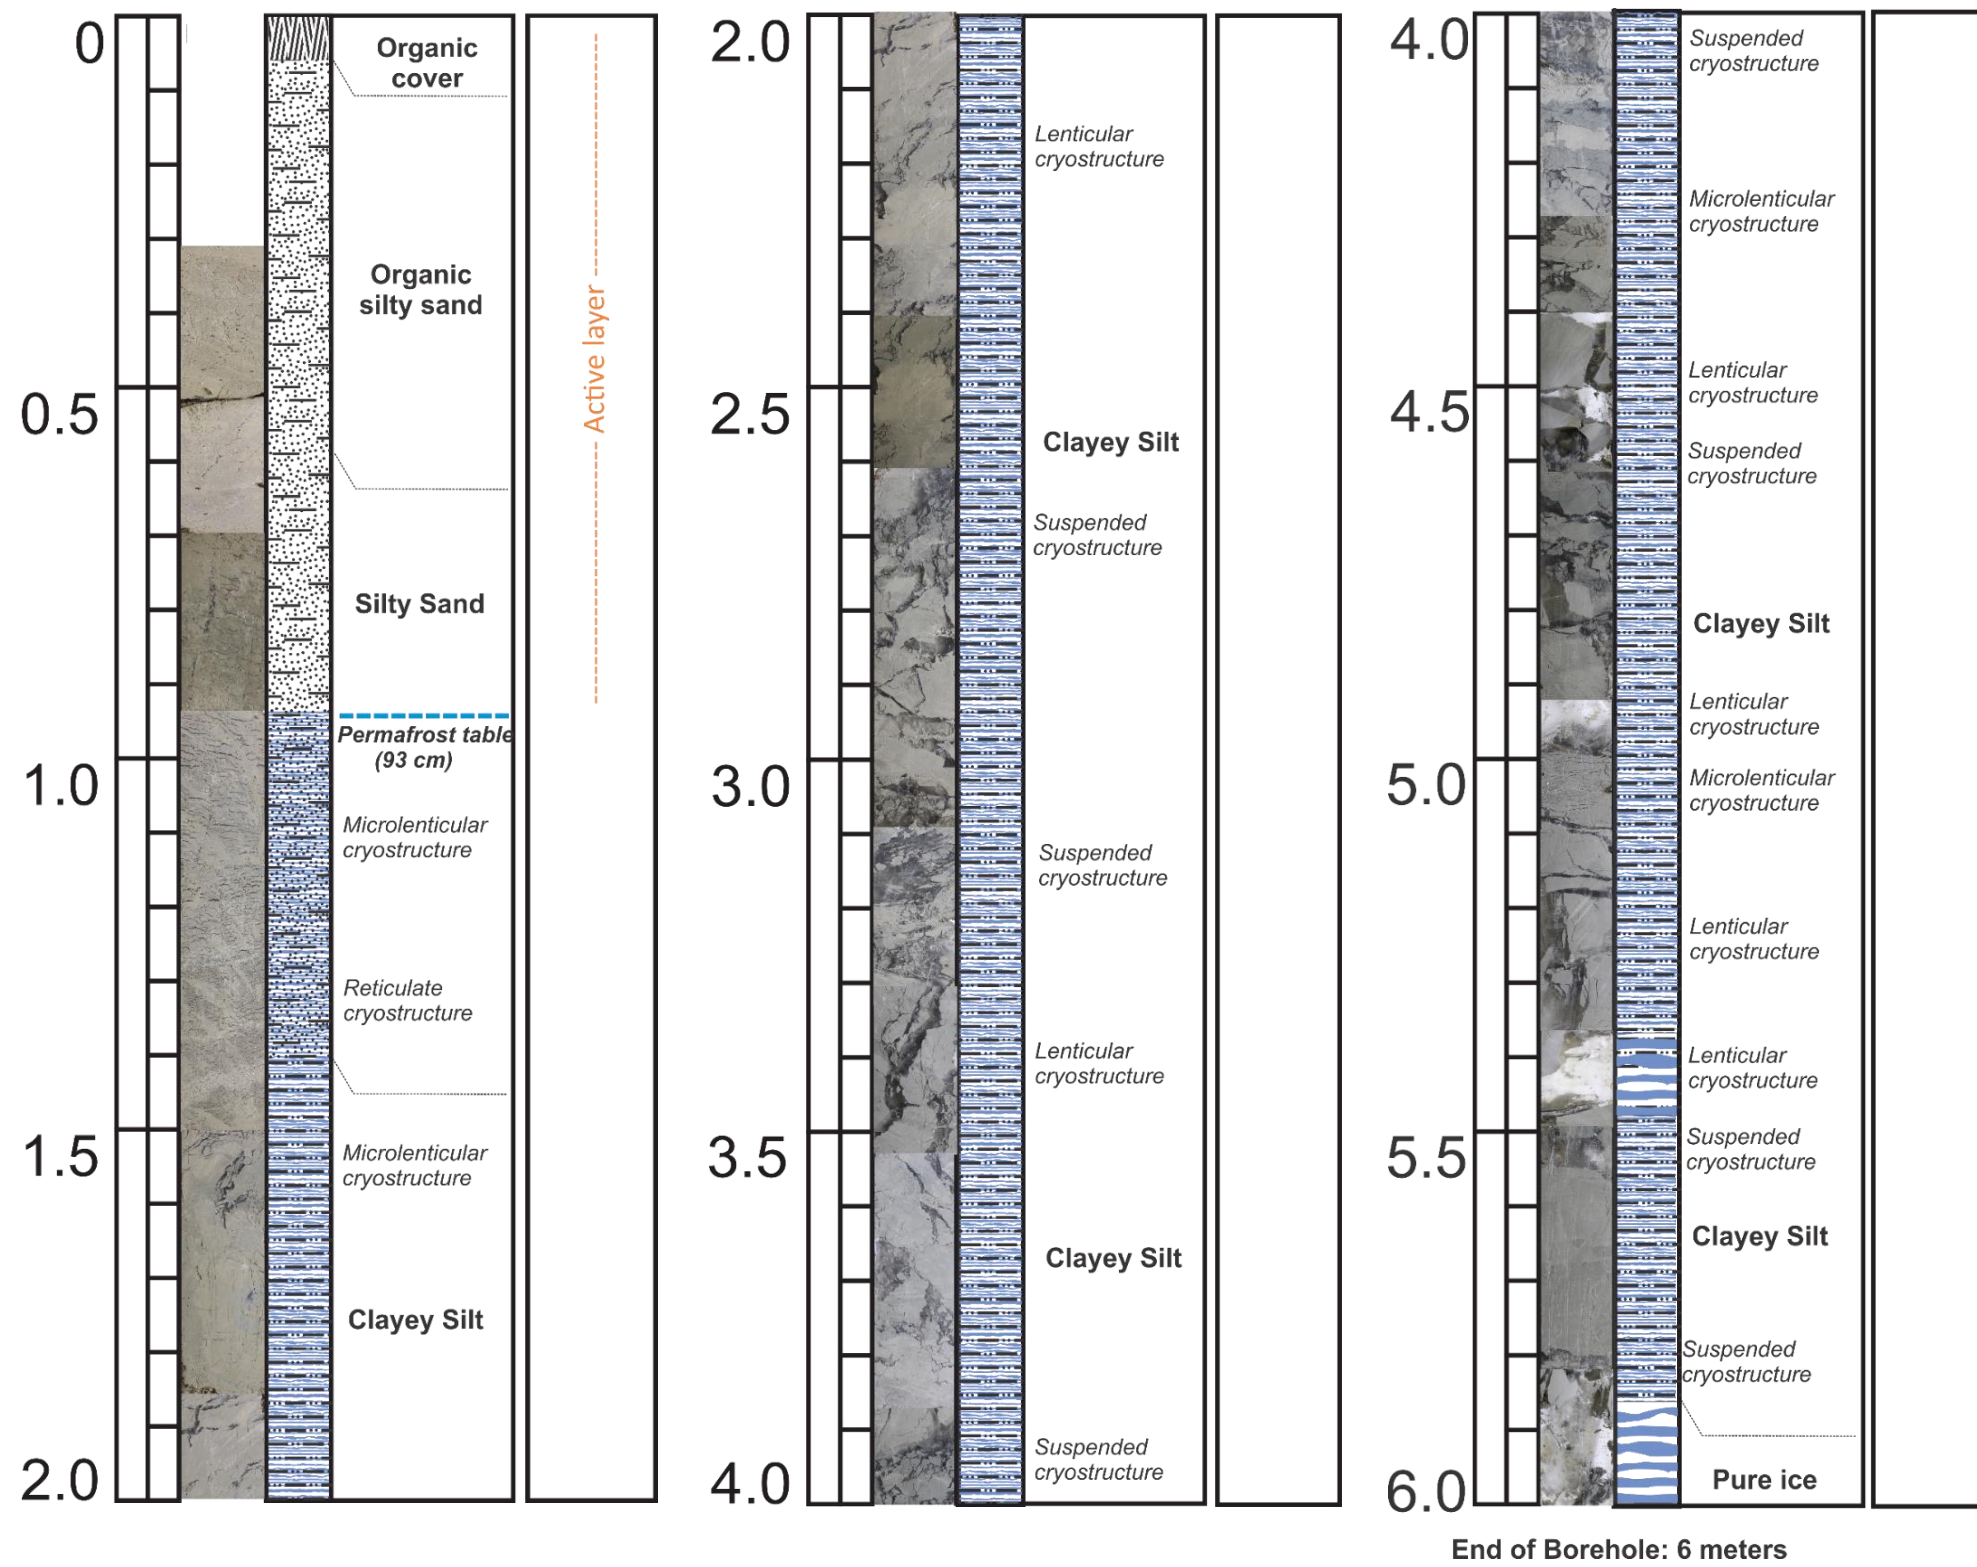 0
Organic
cover
Organic
silty sand
0.5
Active layer
Silty Sand
Permafrost table
(93 cm)
1.0
Microlenticular
cryostructure
Reticulate
cryostructure
1.5
Microlenticular
cryostructure
Clayey Silt
2.0
2.0
Lenticular
cryostructure
2.5
Clayey Silt
Suspended
cryostructure
3.0
Suspended
cryostructure
Lenticular
cryostructure
3.5
Clayey Silt
Suspended
cryostructure
4.0
4.0
Suspended
cryostructure
Microlenticular
cryostructure
Lenticular
cryostructure
4.5
Suspended
cryostructure
Clayey Silt
Lenticular
cryostructure
5.0
Microlenticular
cryostructure
Lenticular
cryostructure
Lenticular
cryostructure
5.5
Suspended
cryostructure
Clayey Silt
Suspended
cryostructure
Pure ice
6.0
End of Borehole: 6 meters